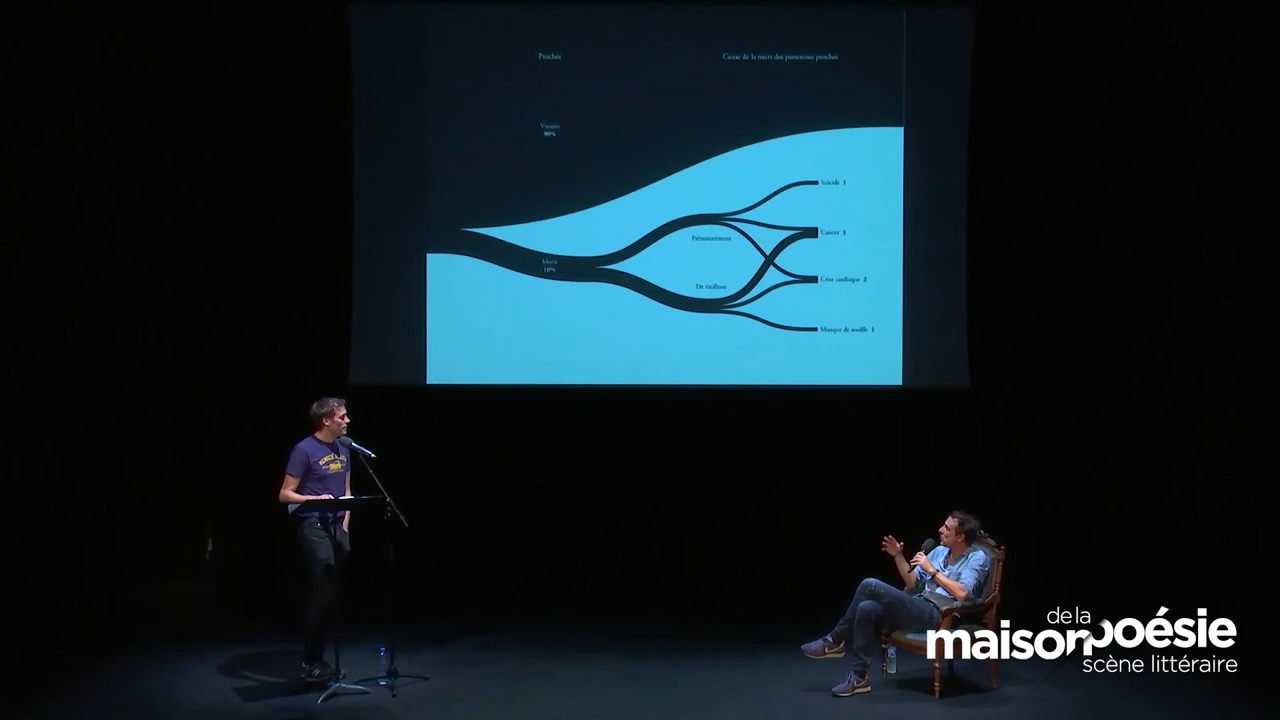 Proches
Cause de la mort des personnes proches
Vivants
90%
Suicide 1
Cancer 3
Prématurément
Morts
10%
Crise cardiaque 2
De vieillesse
Manque de souffle 1
de la
maison poésie
scène littéraire